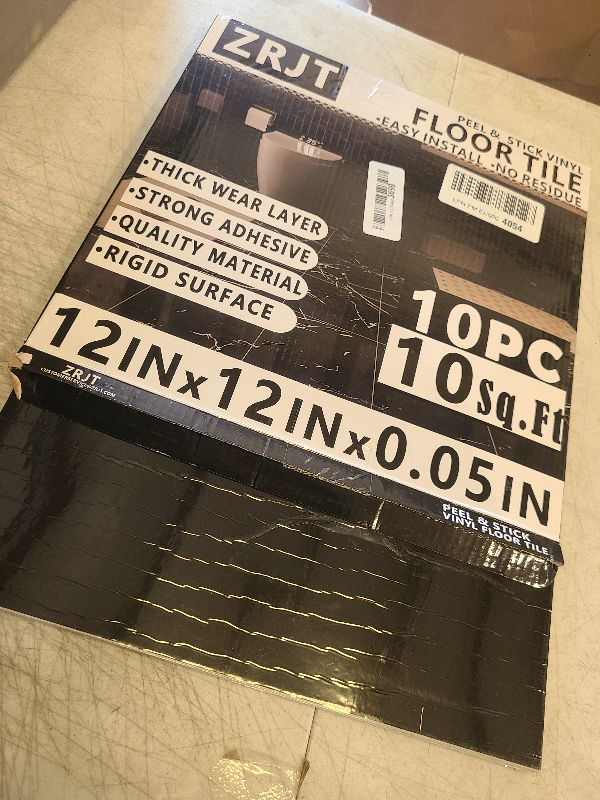 ZRJT
PEEL & STICK VINYL
FLOOR TILE
•EASY INSTALL •NO RESIDUE
•THICK WEAR LAYER
•STRONG ADHESIVE
•QUALITY MATERIAL
•RIGID SURFACE
4054
10PC
10Sq.Ft
12INx12INx0.05IN
ZRJT
PEEL & STICK
VINYL FLOOR TILE